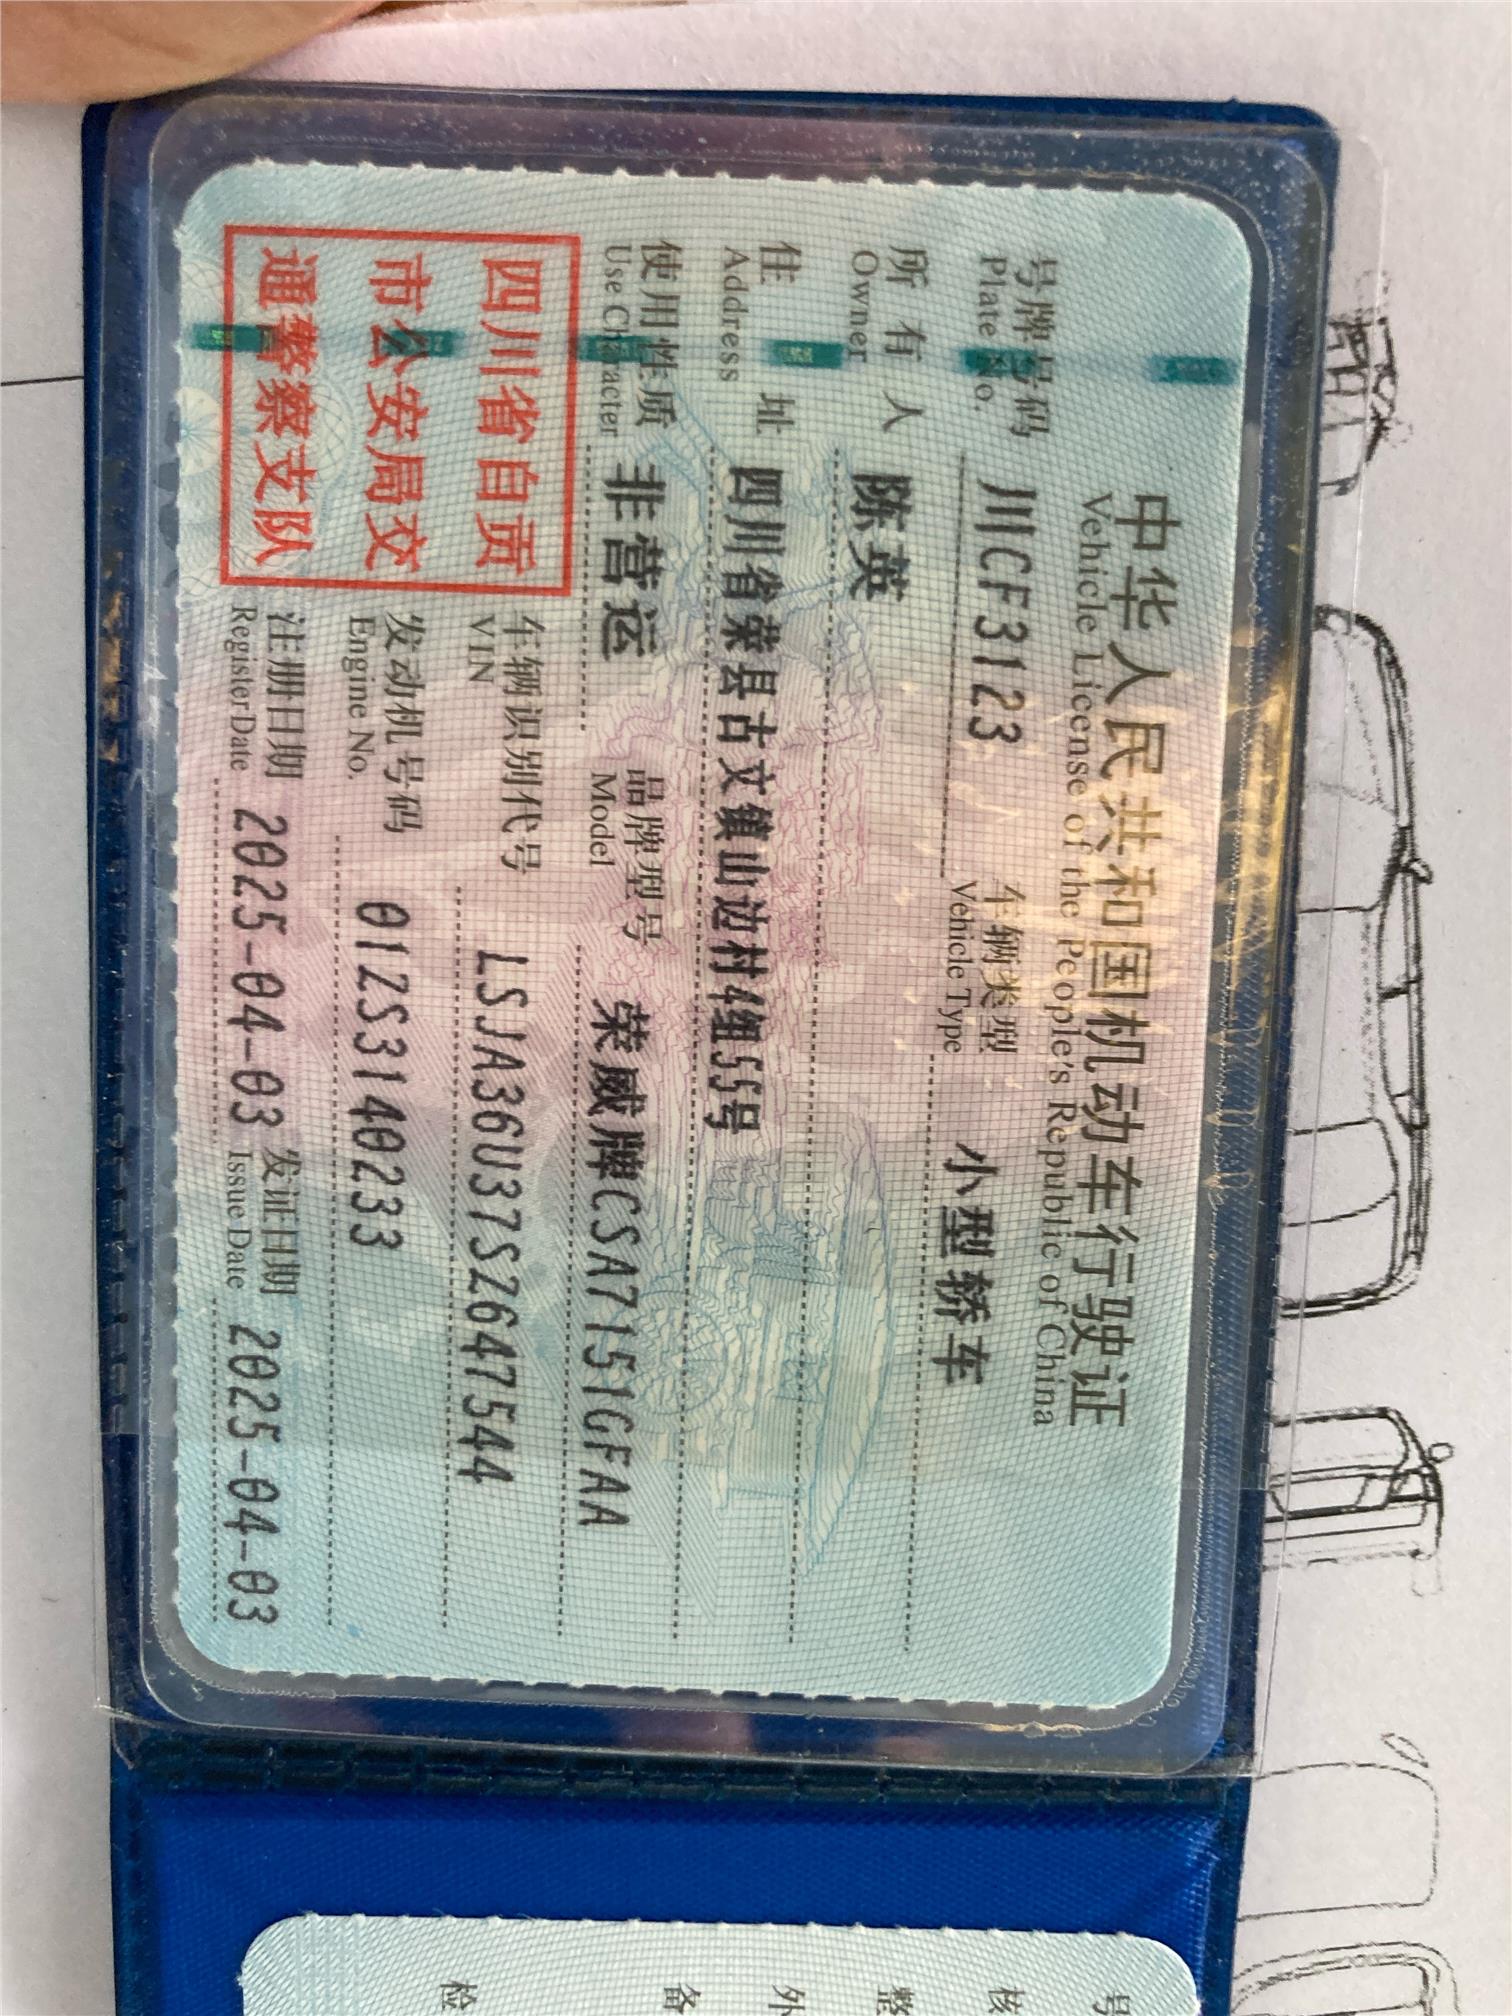 中华人民共和国机动车行驶证
Vehicle License of the People's Republic of China
号牌号码 川CF3123 车辆类型 小型轿车
Plate No. Vehicle Type
所有人 陈英
Owner
住址 四川省荣县古文镇山边村4组55号
Address
使用性质 非营运 品牌型号 荣威牌CSA7151GFAA
Use Character Model
四川省自贡
市公安局交
通警察支队
车辆识别代号 LSJA36U37SZ647544
VIN
发动机号码 01ZS3140233
Engine No.
注册日期 2025-04-03 发证日期 2025-04-03
Register Date Issue Date
号
核
整
外
备
检